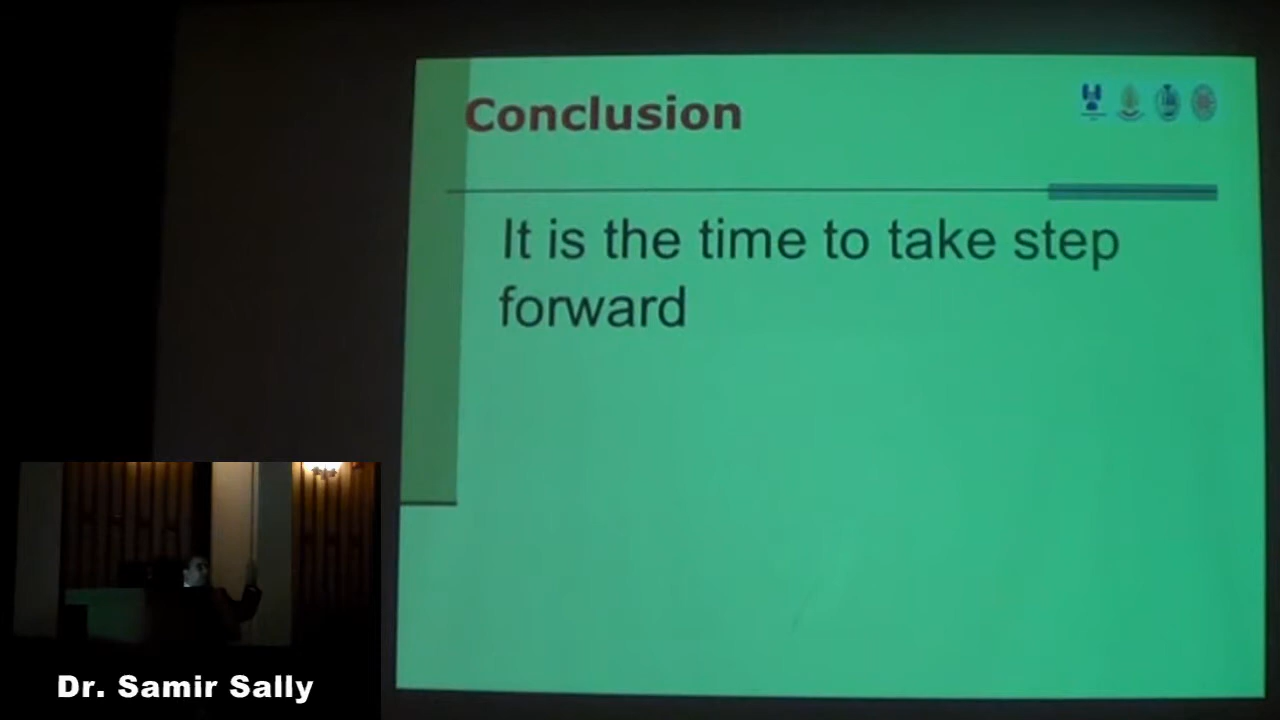 Conclusion
It is the time to take step
forward
Dr. Samir Sally